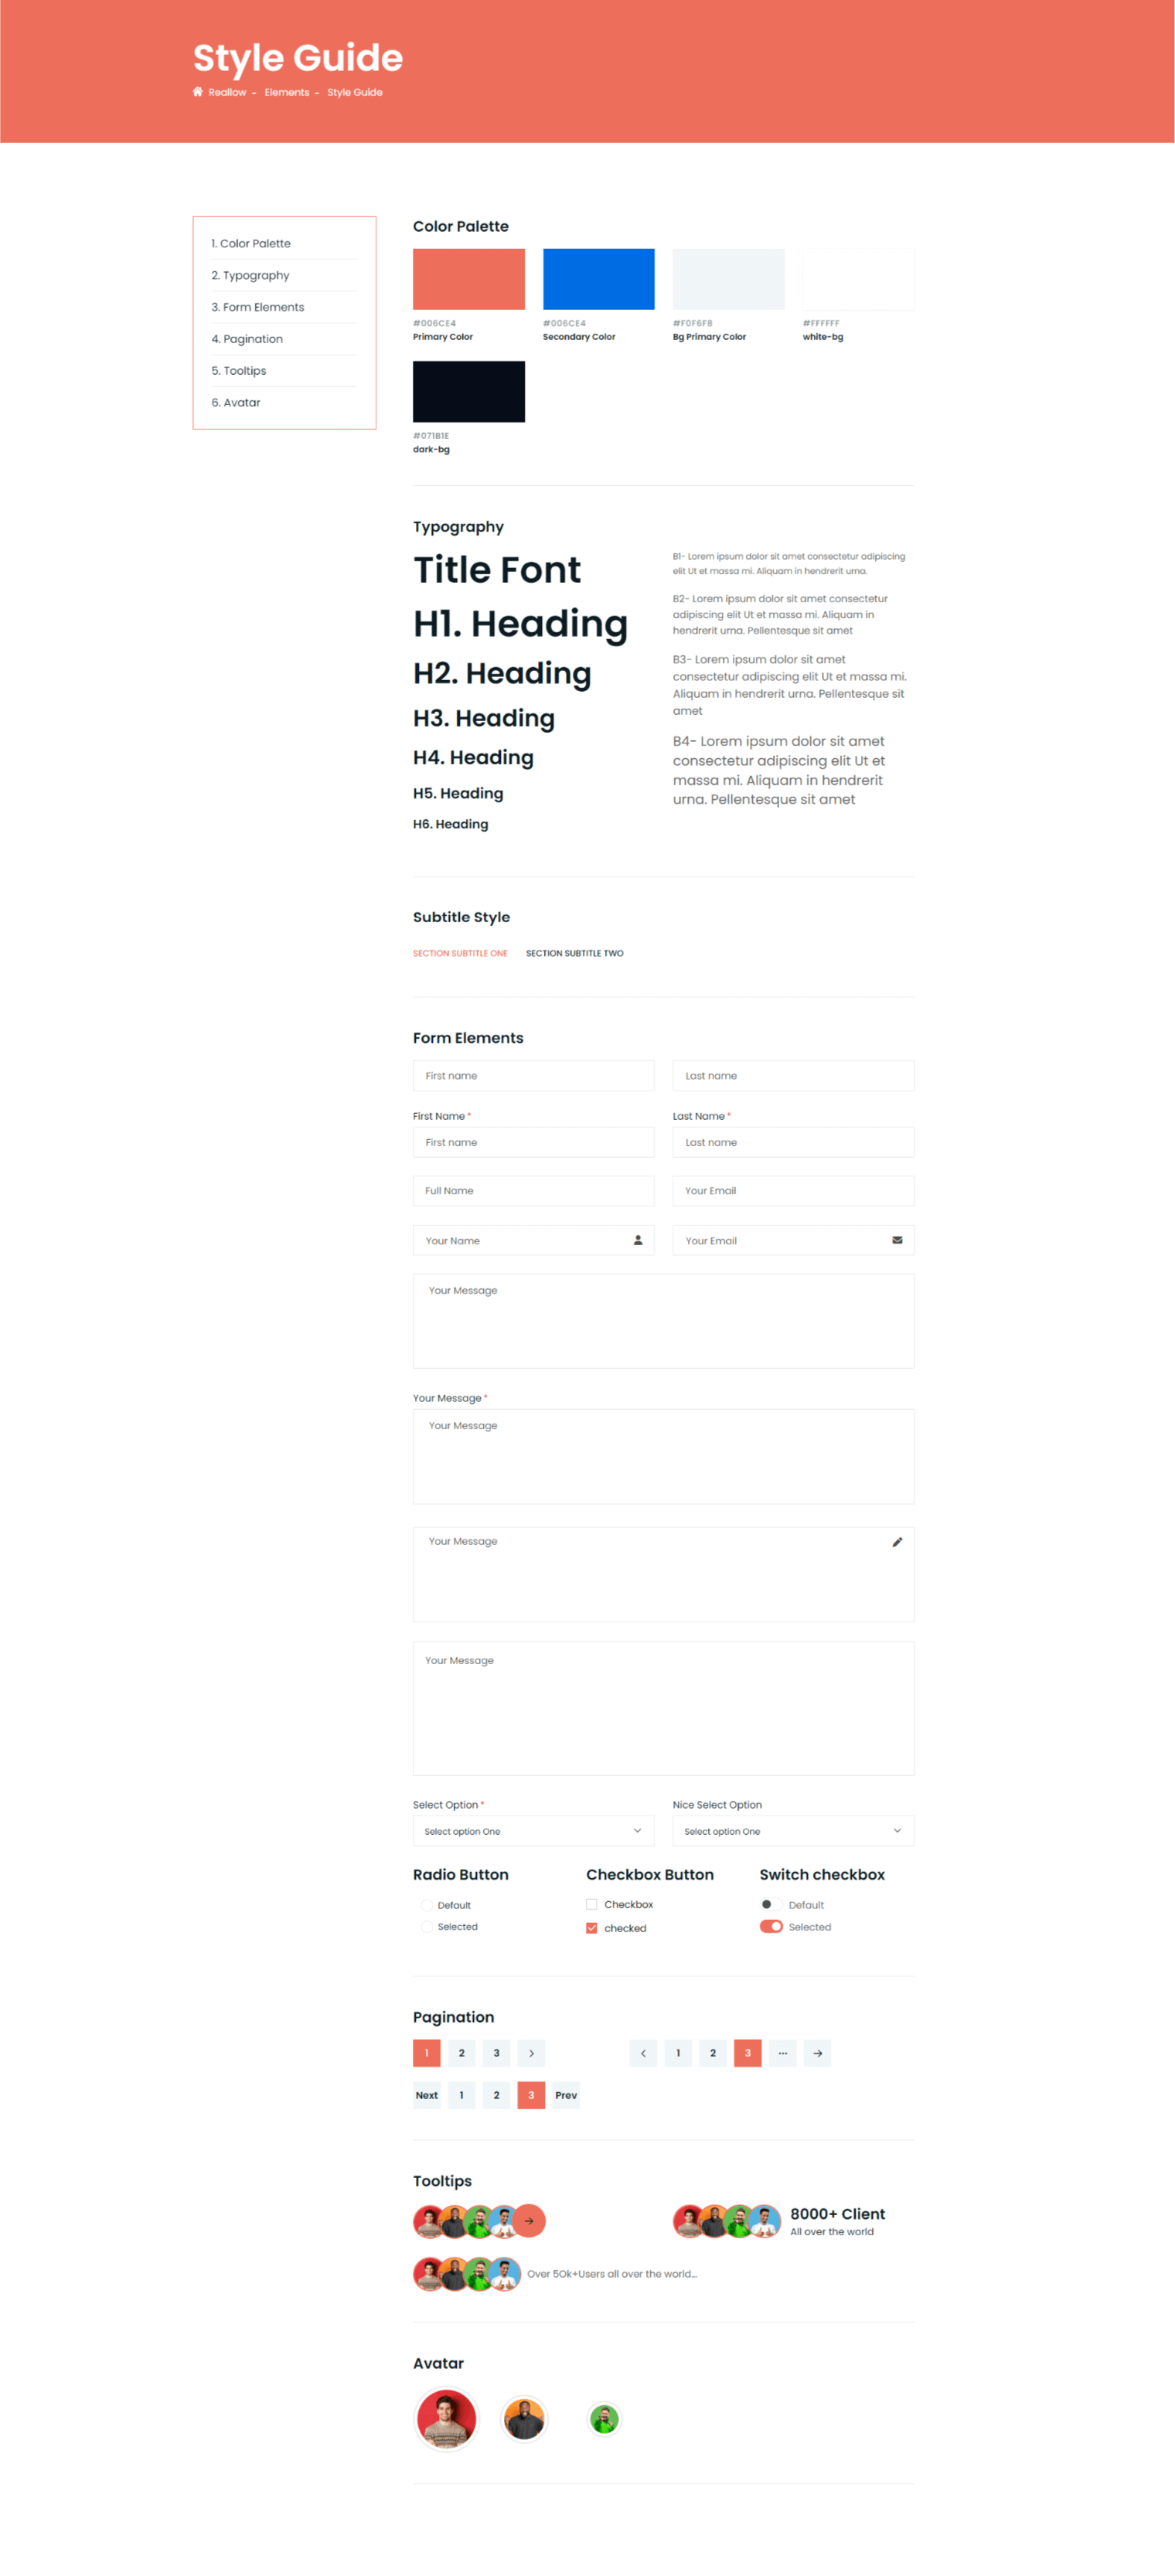 Style Guide
Reallow - Elements - Style Guide
1. Color Palette
2. Typography
3. Form Elements
4. Pagination
5. Tooltips
6. Avatar
Color Palette
#006CE4
Primary Color
#006CE4
Secondary Color
#F0F6F8
Bg Primary Color
#FFFFFF
white-bg
#071B1E
dark-bg
Typography
Title Font
H1. Heading
H2. Heading
H3. Heading
H4. Heading
H5. Heading
H6. Heading
B1- Lorem ipsum dolor sit amet consectetur adipiscing
elit Ut et massa mi. Aliquam in hendrerit urna.
B2- Lorem ipsum dolor sit amet consectetur
adipiscing elit Ut et massa mi. Aliquam in
hendrerit urna. Pellentesque sit amet
B3- Lorem ipsum dolor sit amet
consectetur adipiscing elit Ut et massa mi.
Aliquam in hendrerit urna. Pellentesque sit
amet
B4- Lorem ipsum dolor sit amet
consectetur adipiscing elit Ut et
massa mi. Aliquam in hendrerit
urna. Pellentesque sit amet
Subtitle Style
SECTION SUBTITLE ONE SECTION SUBTITLE TWO
Form Elements
First name
Last name
First Name *
First name
Last Name *
Last name
Full Name
Your Email
Your Name
Your Email
Your Message
Your Message *
Your Message
Your Message
Your Message
Select Option *
Select option One
Nice Select Option
Select option One
Radio Button
Default
Selected
Checkbox Button
Checkbox
checked
Switch checkbox
Default
Selected
Pagination
1 2 3 >
< 1 2 3 ... →
Next 1 2 3 Prev
Tooltips
→
8000+ Client
All over the world
Over 50k+Users all over the world...
Avatar